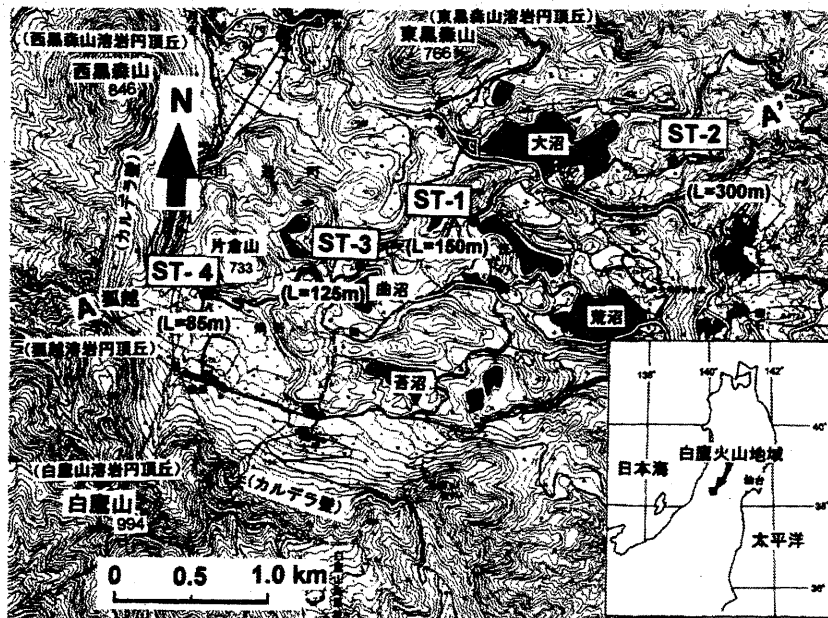 (西黒森山溶岩円頂丘)
西黒森山
846
(東黒森山溶岩円頂丘)
東黒森山
766
N
大沼
ST-2
A'
(L=300m)
ST-1
(カルデラ壁)
片倉山
733
ST-3
(L=150m)
ST-4
(L=125m)
曲沼
A
狐越
(L=85m)
荒沼
(狐越溶岩円頂丘)
苔沼
(白鷹山溶岩円頂丘)
白鷹山
994
(カルデラ壁)
0 0.5 1.0 km
138°
140°
142°
40°
白鷹火山地域
日本海
仙台
38°
太平洋
36°